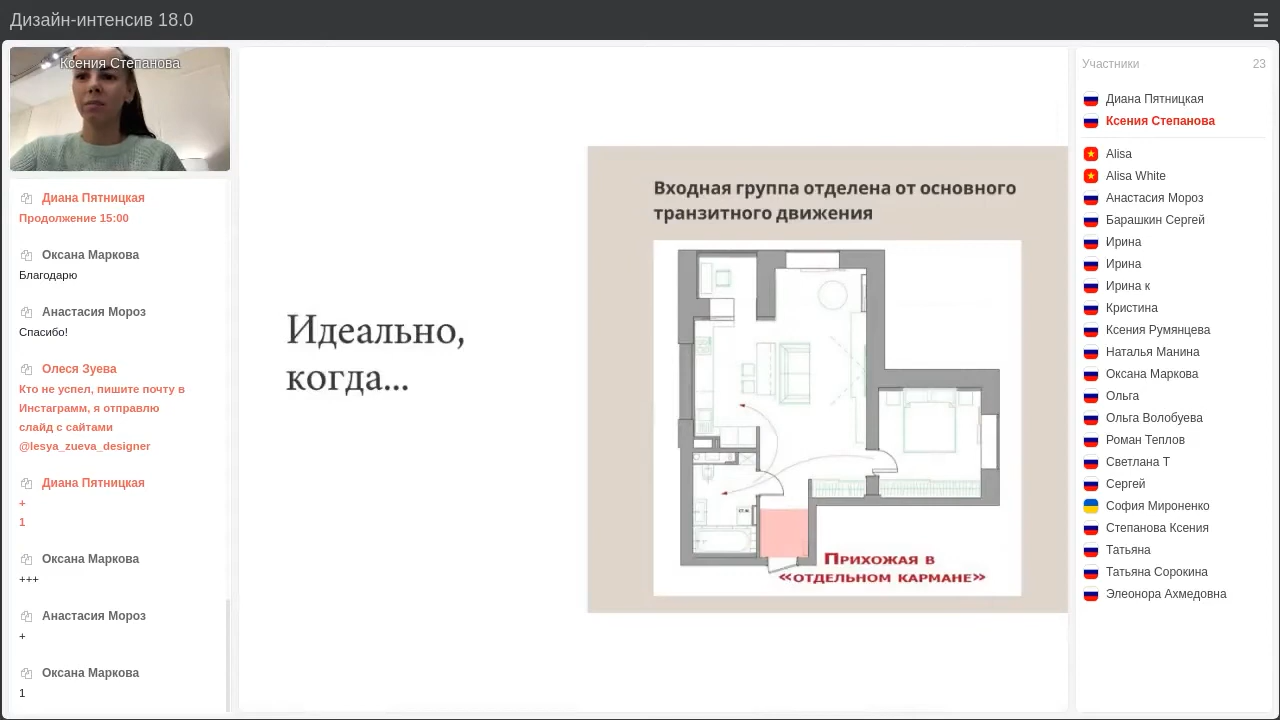 Дизайн-интенсив 18.0
Ксения Степанова
Диана Пятницкая
Продолжение 15:00
Оксана Маркова
Благодарю
Анастасия Мороз
Спасибо!
Олеся Зуева
Кто не успел, пишите почту в
Инстаграмм, я отправлю
слайд с сайтами
@lesya_zueva_designer
Диана Пятницкая
+
1
Оксана Маркова
+++
Анастасия Мороз
+
Оксана Маркова
1
Идеально,
когда...
Входная группа отделена от основного
транзитного движения
ст.м.
Прихожая в
«отдельном кармане»
Участники 23
Диана Пятницкая
Ксения Степанова
Alisa
Alisa White
Анастасия Мороз
Барашкин Сергей
Ирина
Ирина
Ирина к
Кристина
Ксения Румянцева
Наталья Манина
Оксана Маркова
Ольга
Ольга Волобуева
Роман Теплов
Светлана Т
Сергей
София Мироненко
Степанова Ксения
Татьяна
Татьяна Сорокина
Элеонора Ахмедовна